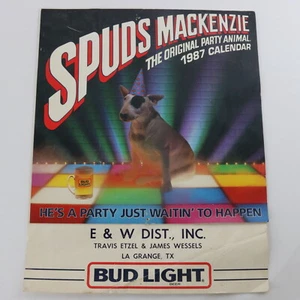 SPUDS MACKENZIE
THE ORIGINAL PARTY ANIMAL
1987 CALENDAR
HE'S A PARTY JUST WAITIN' TO HAPPEN
E & W DIST., INC.
TRAVIS ETZEL & JAMES WESSELS
LA GRANGE, TX
BUD LIGHT